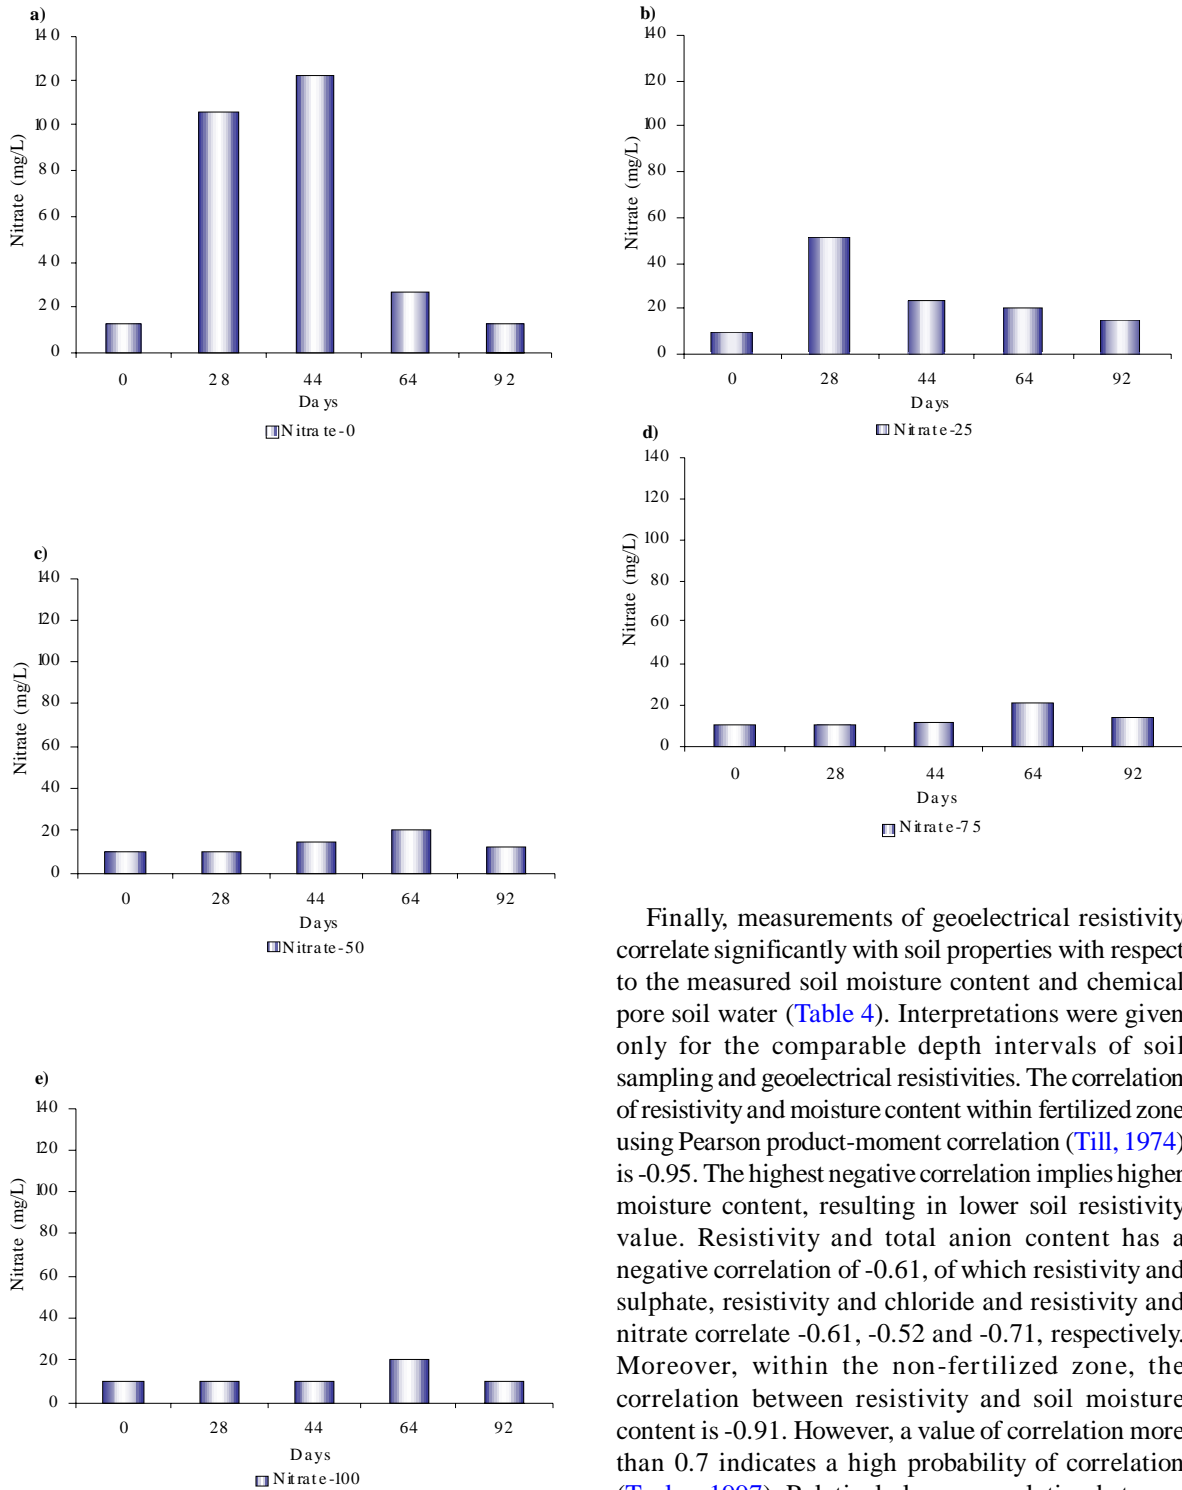 a)
140
120
100
80
60
40
20
0
Nitrate (mg/L)
0 28 44 64 92
Days
Nitrate-0
b)
140
120
100
80
60
40
20
0
Nitrate (mg/L)
0 28 44 64 92
Days
Nitrate-25
c)
140
120
100
80
60
40
20
0
Nitrate (mg/L)
0 28 44 64 92
Days
Nitrate-50
d)
140
120
100
80
60
40
20
0
Nitrate (mg/L)
0 28 44 64 92
Days
Nitrate-75
e)
140
120
100
80
60
40
20
0
Nitrate (mg/L)
0 28 44 64 92
Days
Nitrate-100
Finally, measurements of geoelectrical resistivity
correlate significantly with soil properties with respect
to the measured soil moisture content and chemical
pore soil water (Table 4). Interpretations were given
only for the comparable depth intervals of soil
sampling and geoelectrical resistivities. The correlation
of resistivity and moisture content within fertilized zone
using Pearson product-moment correlation (Till, 1974)
is -0.95. The highest negative correlation implies higher
moisture content, resulting in lower soil resistivity
value. Resistivity and total anion content has a
negative correlation of -0.61, of which resistivity and
sulphate, resistivity and chloride and resistivity and
nitrate correlate -0.61, -0.52 and -0.71, respectively.
Moreover, within the non-fertilized zone, the
correlation between resistivity and soil moisture
content is -0.91. However, a value of correlation more
than 0.7 indicates a high probability of correlation